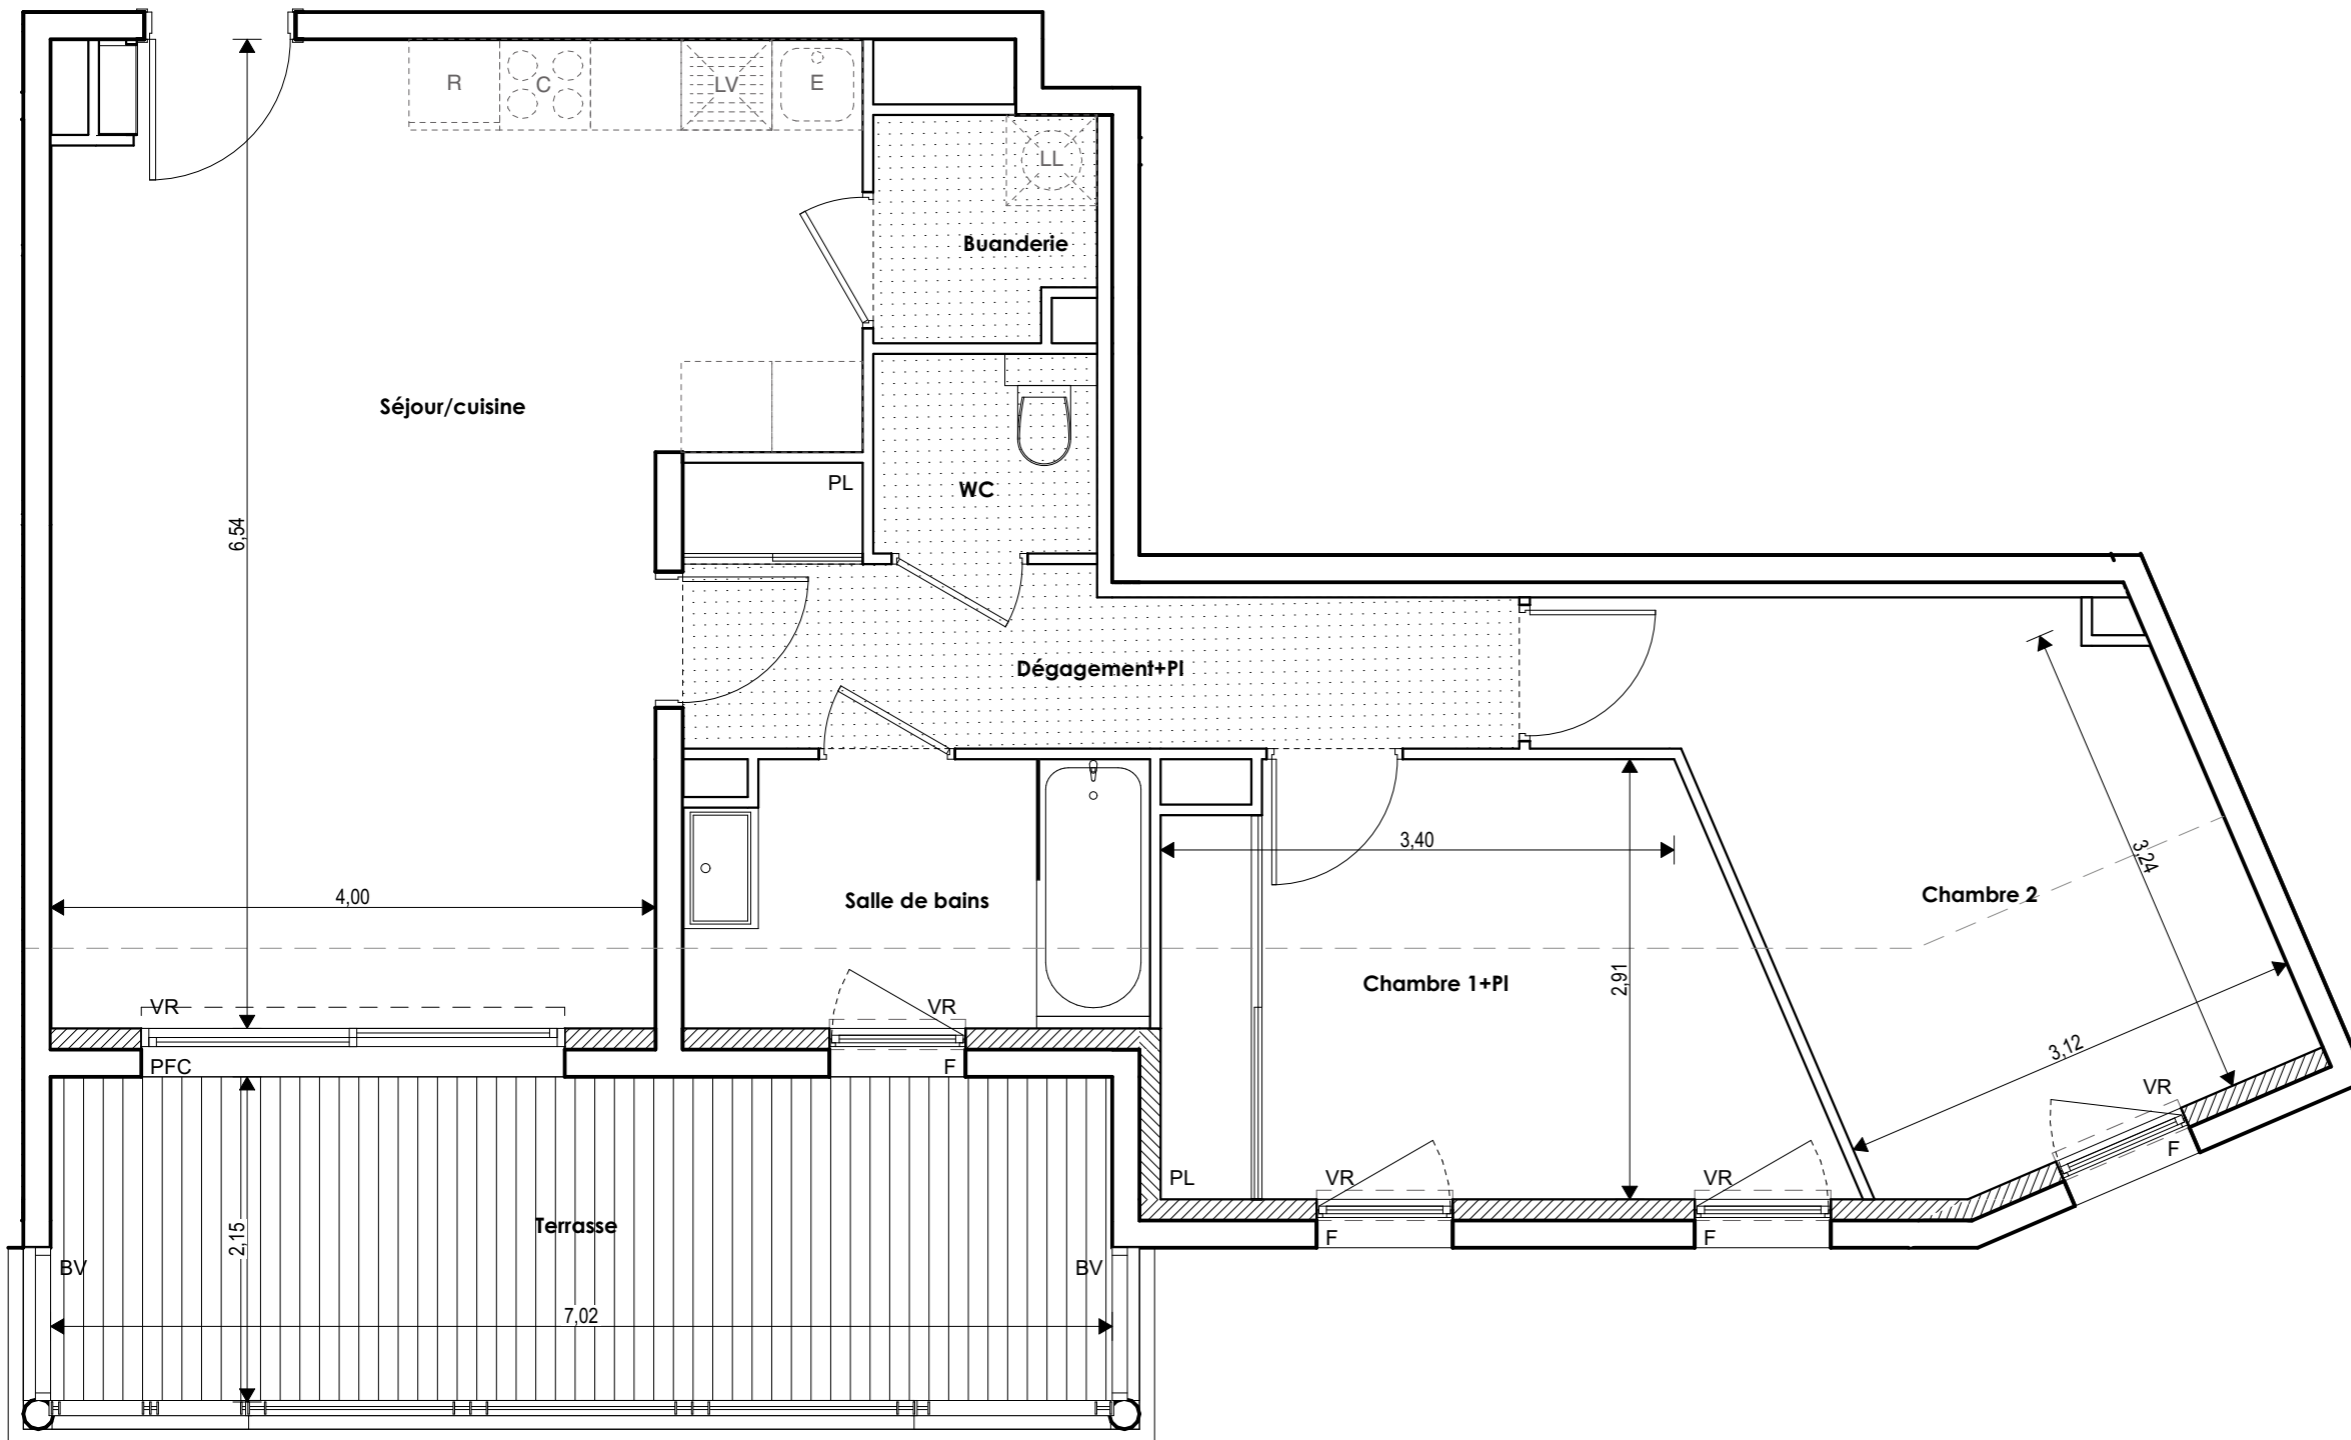 R
C
LV
E
LL
Buanderie
Séjour/cuisine
PL
WC
6,54
Dégagement+Pl
3,40
3,24
4,00
Salle de bains
Chambre 2
Chambre 1+Pl
2,91
VR
VR
3,12
PFC
F
VR
PL
VR
VR
F
Terrasse
2,15
F
F
BV
BV
7,02